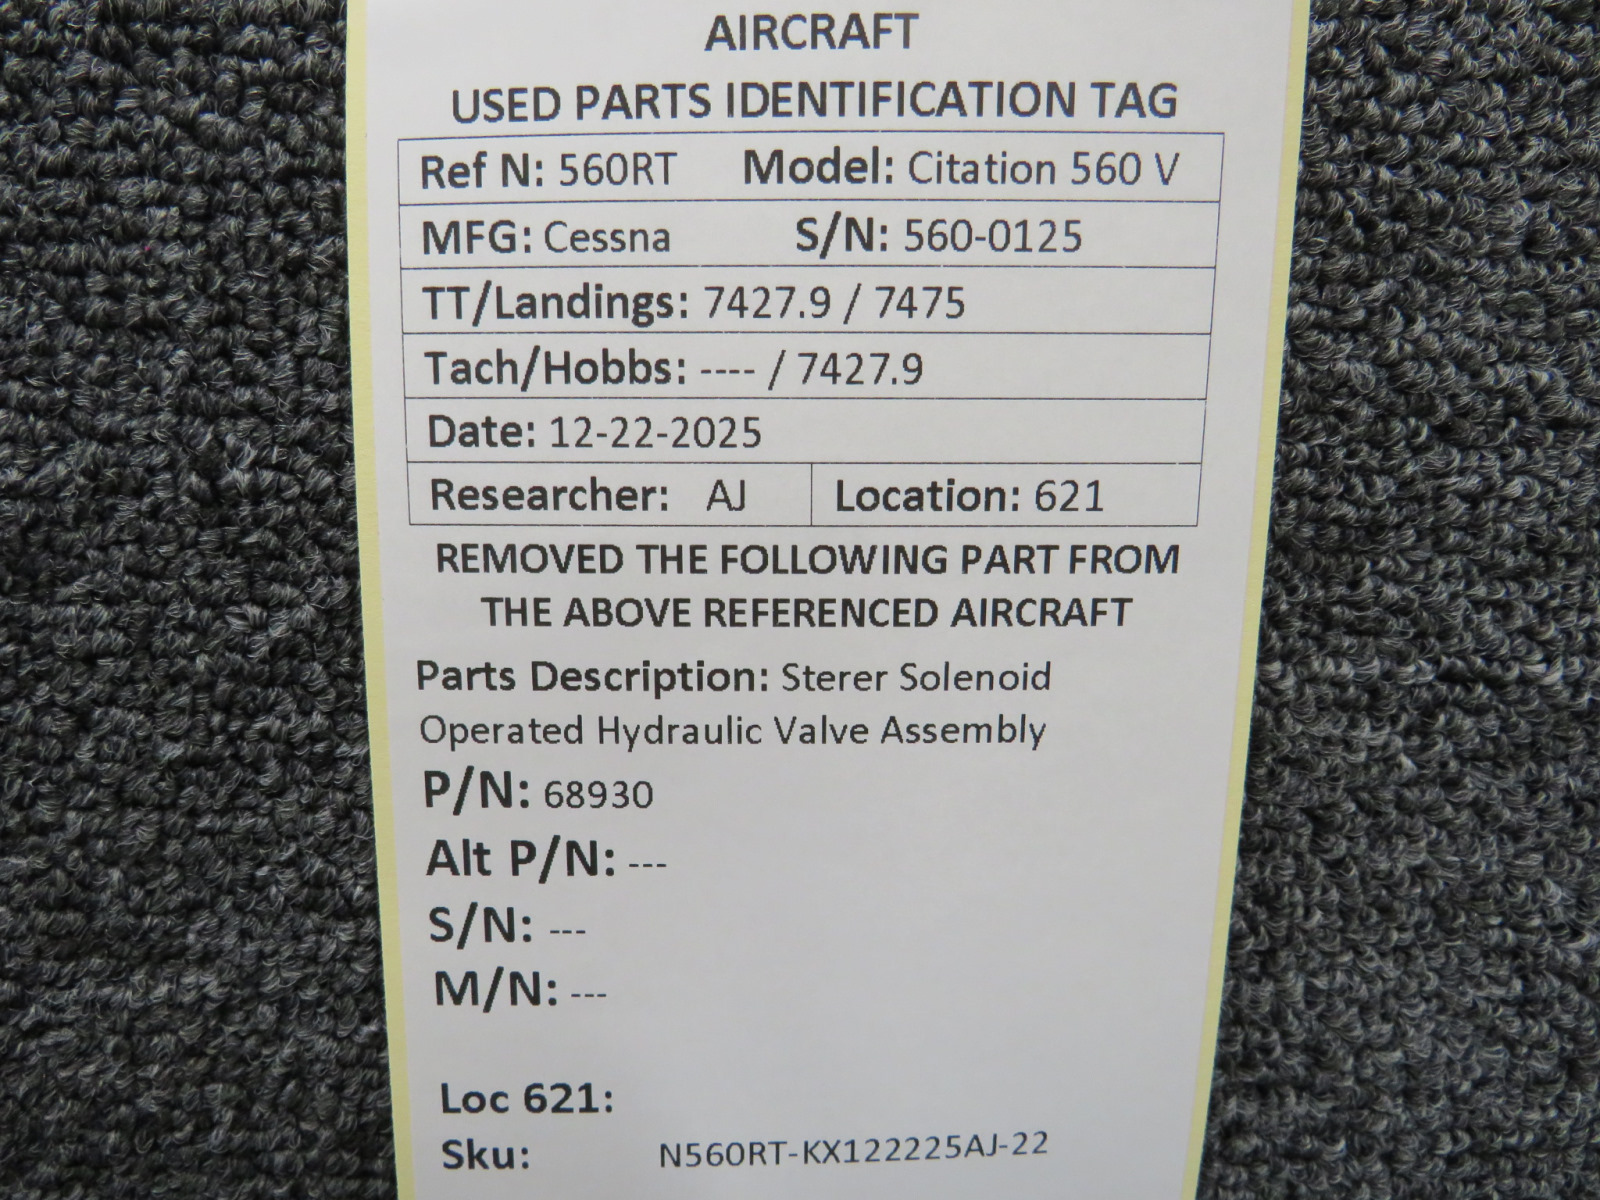 AIRCRAFT
USED PARTS IDENTIFICATION TAG
Ref N: 560RT Model: Citation 560 V
MFG: Cessna S/N: 560-0125
TT/Landings: 7427.9 / 7475
Tach/Hobbs: ---- / 7427.9
Date: 12-22-2025
Researcher: AJ Location: 621
REMOVED THE FOLLOWING PART FROM
THE ABOVE REFERENCED AIRCRAFT
Parts Description: Sterer Solenoid
Operated Hydraulic Valve Assembly
P/N: 68930
Alt P/N: ---
S/N: ---
M/N: ---
Loc 621:
Sku: N560RT-KX122225AJ-22